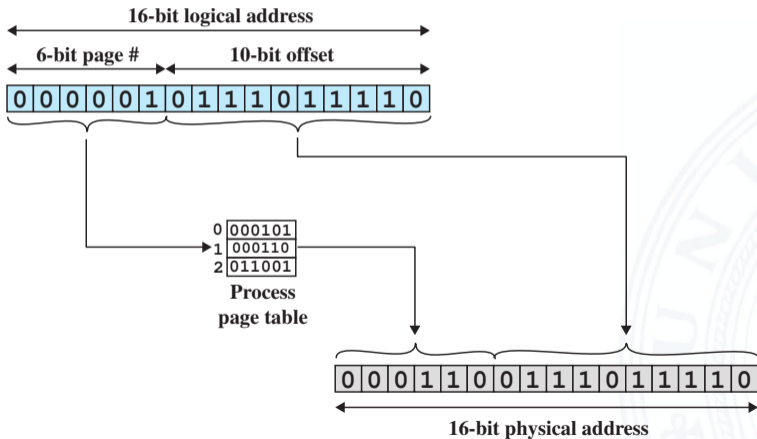 16-bit logical address
6-bit page # 10-bit offset
0 0 0 0 0 1 0 1 1 1 0 1 1 1 1 0
0 000101
1 000110
2 011001
Process
page table
0 0 0 1 1 0 0 1 1 1 0 1 1 1 1 0
16-bit physical address
U N I